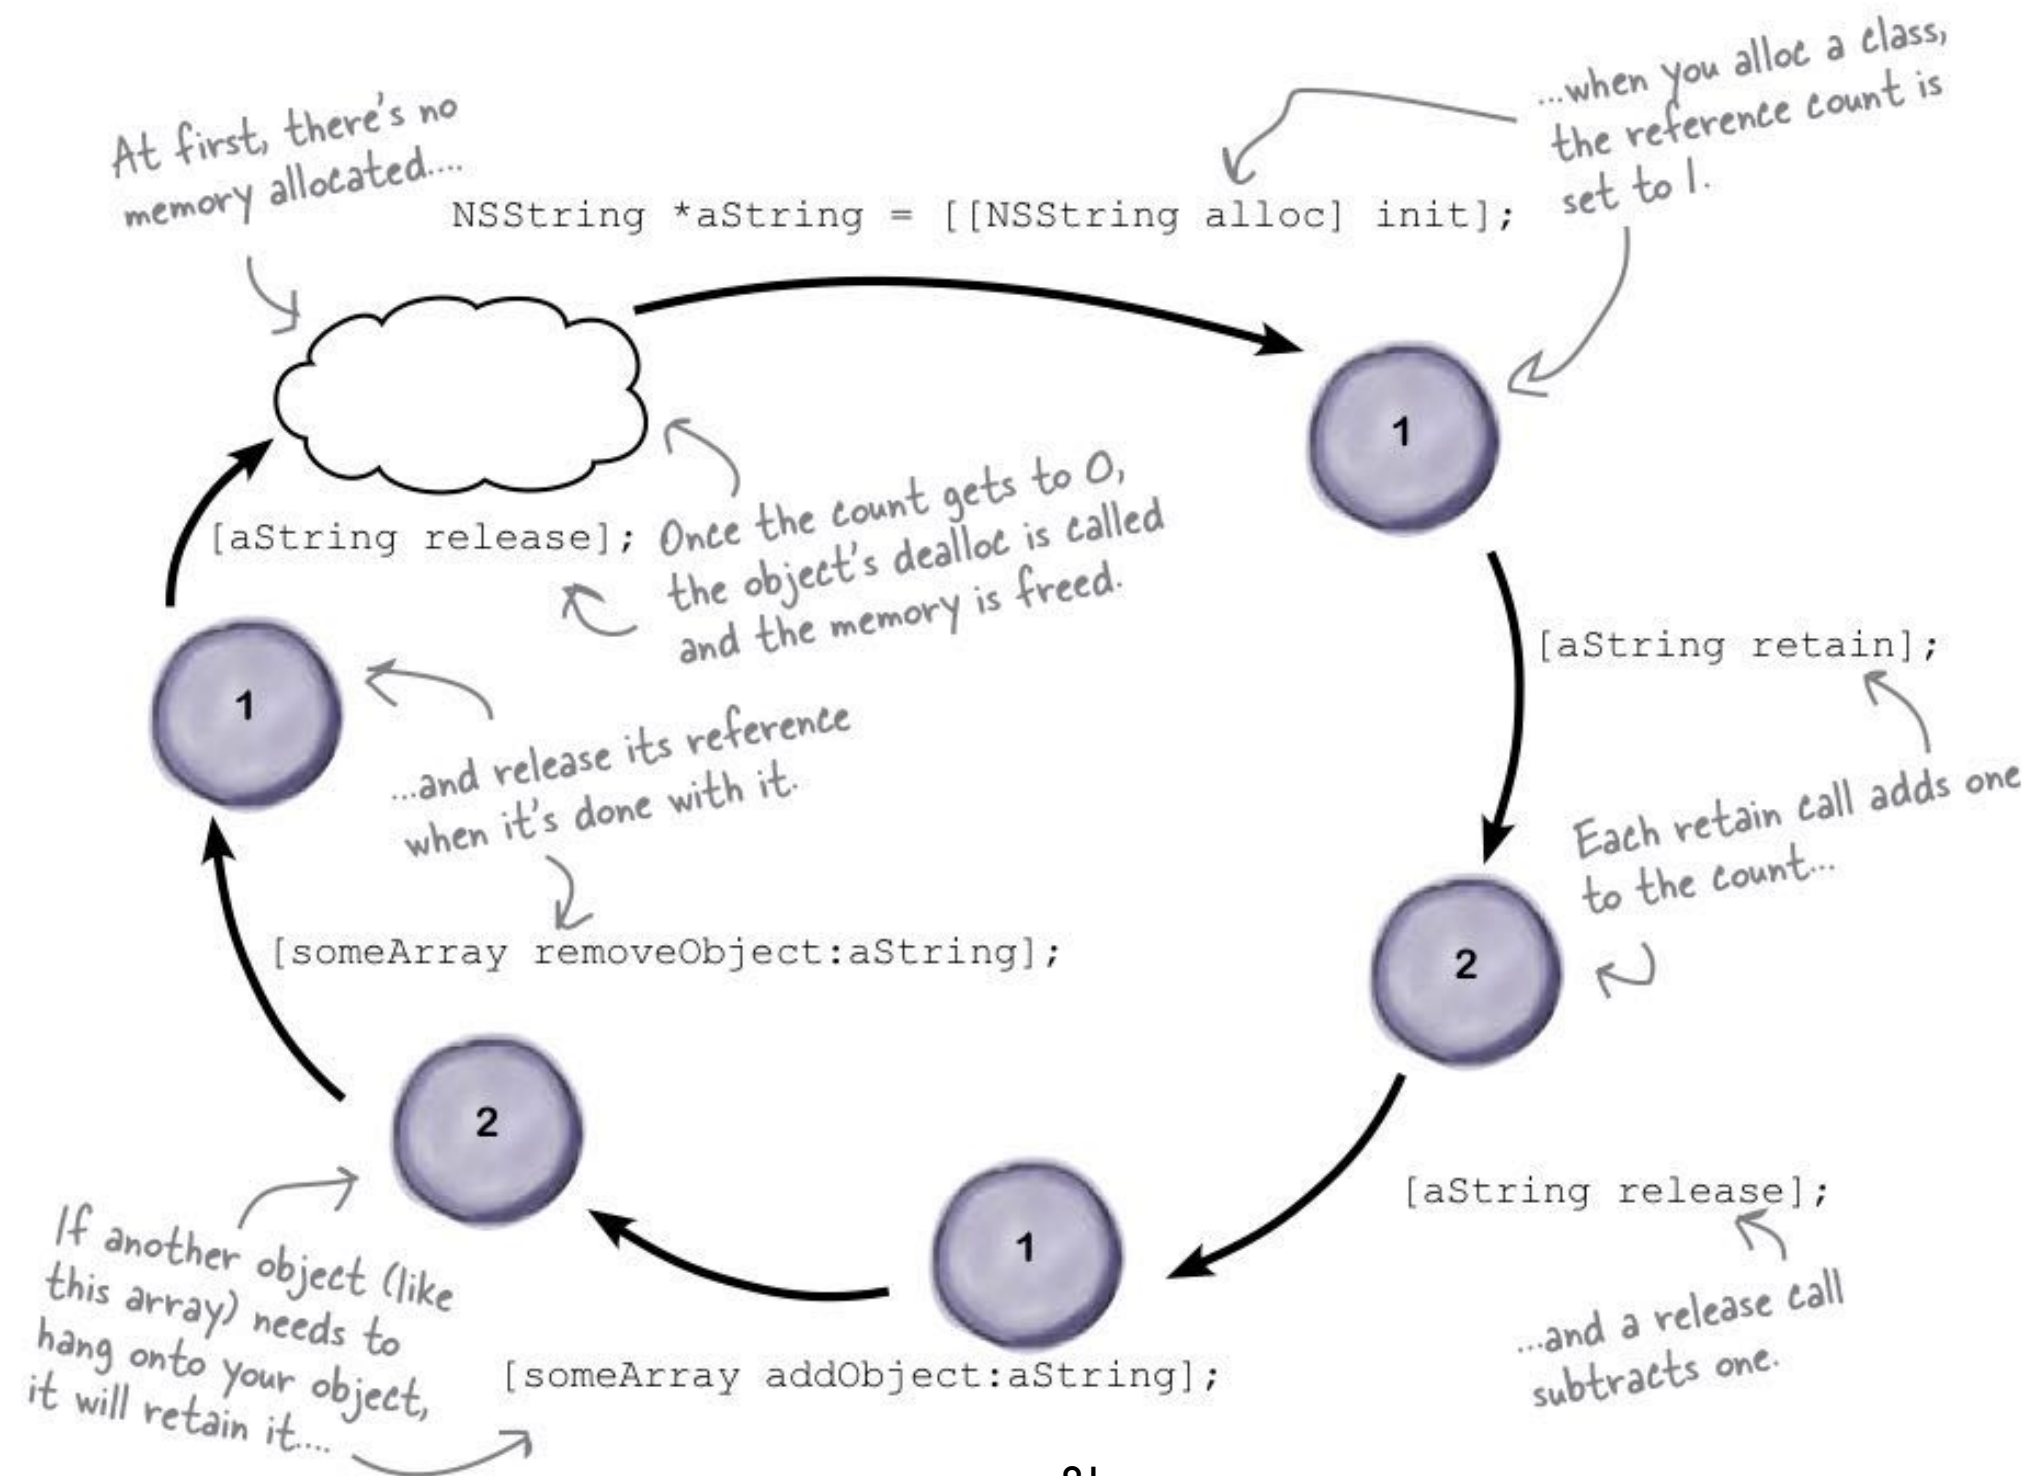 At first, there's no
memory allocated....
...when you alloc a class,
the reference count is
set to 1.
NSString *aString = [[NSString alloc] init];
1
[aString retain];
Each retain call adds one
to the count...
2
[aString release];
...and a release call
subtracts one.
1
[someArray addObject:aString];
If another object (like
this array) needs to
hang onto your object,
it will retain it....
2
[someArray removeObject:aString];
...and release its reference
when it's done with it.
1
[aString release];
Once the count gets to 0,
the object's dealloc is called
and the memory is freed.